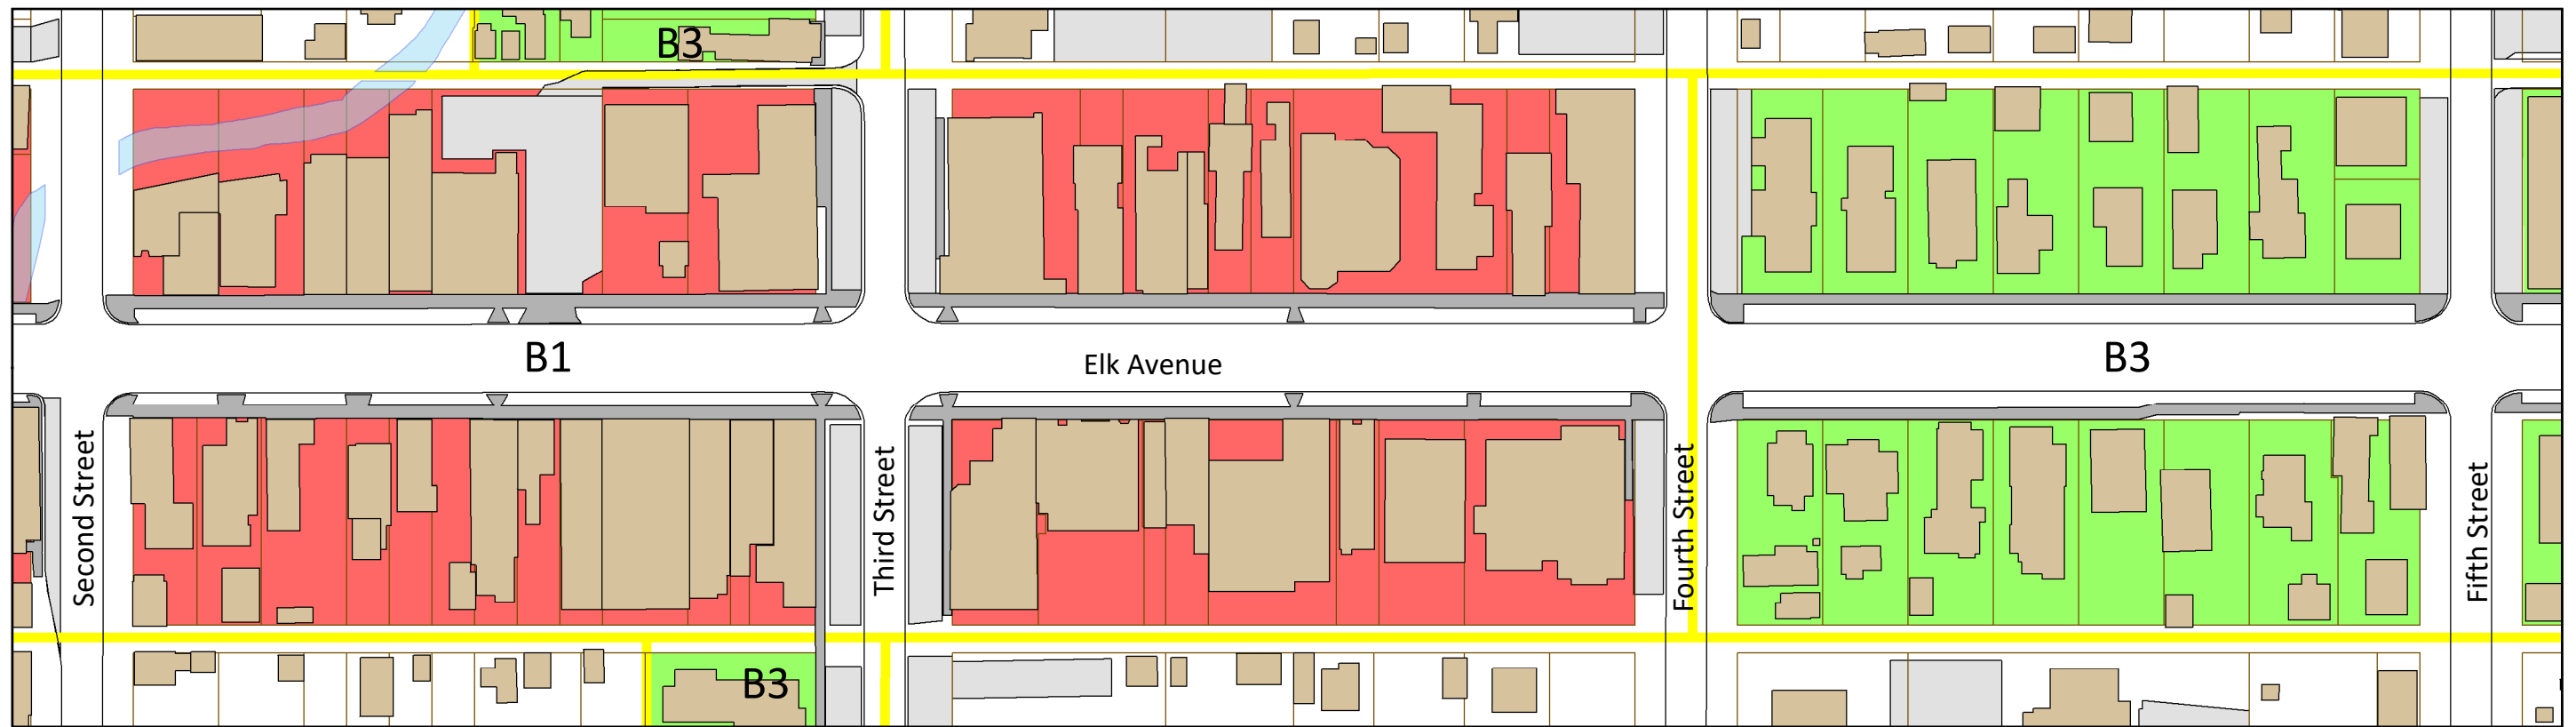 B3
B1
Elk Avenue
B3
Second Street
Third Street
Fourth Street
Fifth Street
B3